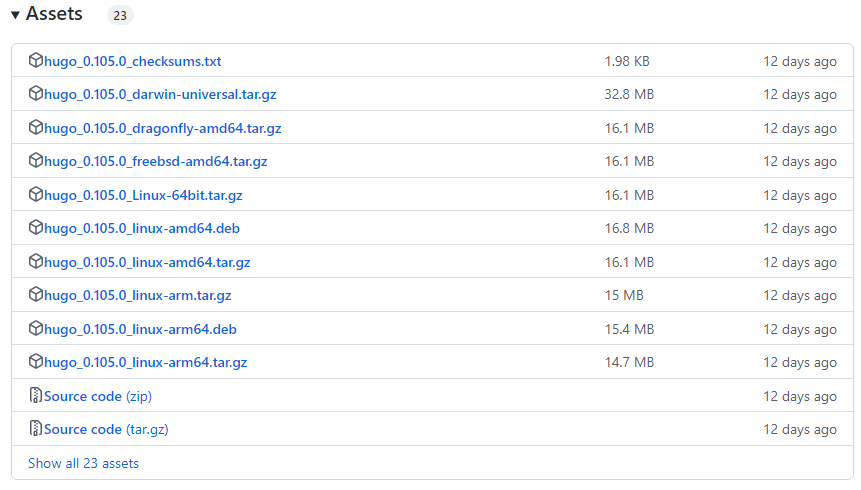 Assets 23
hugo_0.105.0_checksums.txt 1.98 KB 12 days ago
hugo_0.105.0_darwin-universal.tar.gz 32.8 MB 12 days ago
hugo_0.105.0_dragonfly-amd64.tar.gz 16.1 MB 12 days ago
hugo_0.105.0_freebsd-amd64.tar.gz 16.1 MB 12 days ago
hugo_0.105.0_Linux-64bit.tar.gz 16.1 MB 12 days ago
hugo_0.105.0_linux-amd64.deb 16.8 MB 12 days ago
hugo_0.105.0_linux-amd64.tar.gz 16.1 MB 12 days ago
hugo_0.105.0_linux-arm.tar.gz 15 MB 12 days ago
hugo_0.105.0_linux-arm64.deb 15.4 MB 12 days ago
hugo_0.105.0_linux-arm64.tar.gz 14.7 MB 12 days ago
Source code (zip) 12 days ago
Source code (tar.gz) 12 days ago
Show all 23 assets